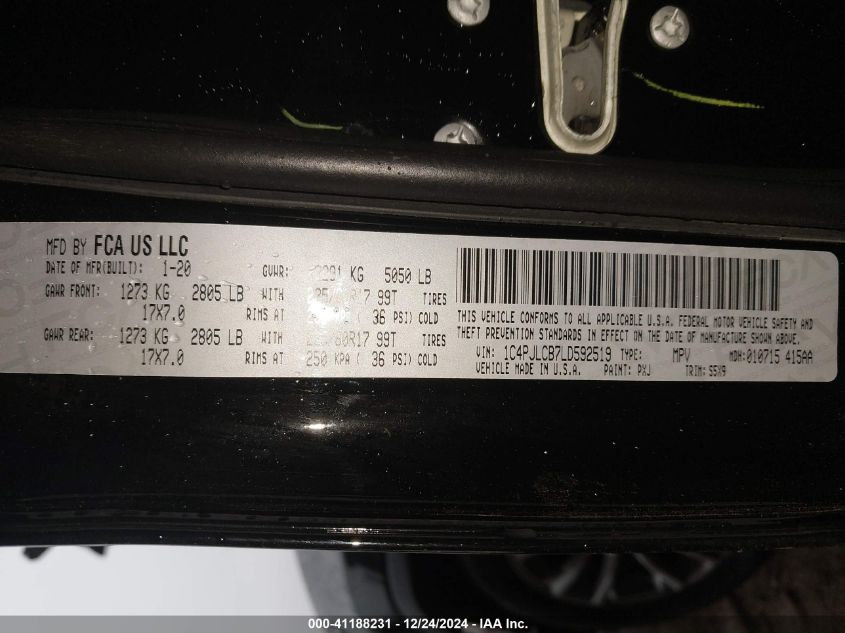 MFD BY FCA US LLC
DATE OF MFR(BUILT): 1-20 GVWR: 5050 LB
GAWR FRONT: 1273 KG 2805 LB WITH 99T TIRES
17X7.0 RIMS AT (36 PSI) COLD
GAWR REAR: 1273 KG 2805 LB WITH 99T TIRES
17X7.0 RIMS AT 250 KPA (36 PSI) COLD
THIS VEHICLE CONFORMS TO ALL APPLICABLE U.S.A. FEDERAL MOTOR VEHICLE SAFETY AND
THEFT PREVENTION STANDARDS IN EFFECT ON THE DATE OF MANUFACTURE SHOWN ABOVE.
VIN: 1C4PJLCB7LD592519 TYPE: MPV MDH:010715 415AA
VEHICLE MADE IN U.S.A. PAINT: PXJ TRIM: S5X9
000-41188231 - 12/24/2024 - IAA Inc.